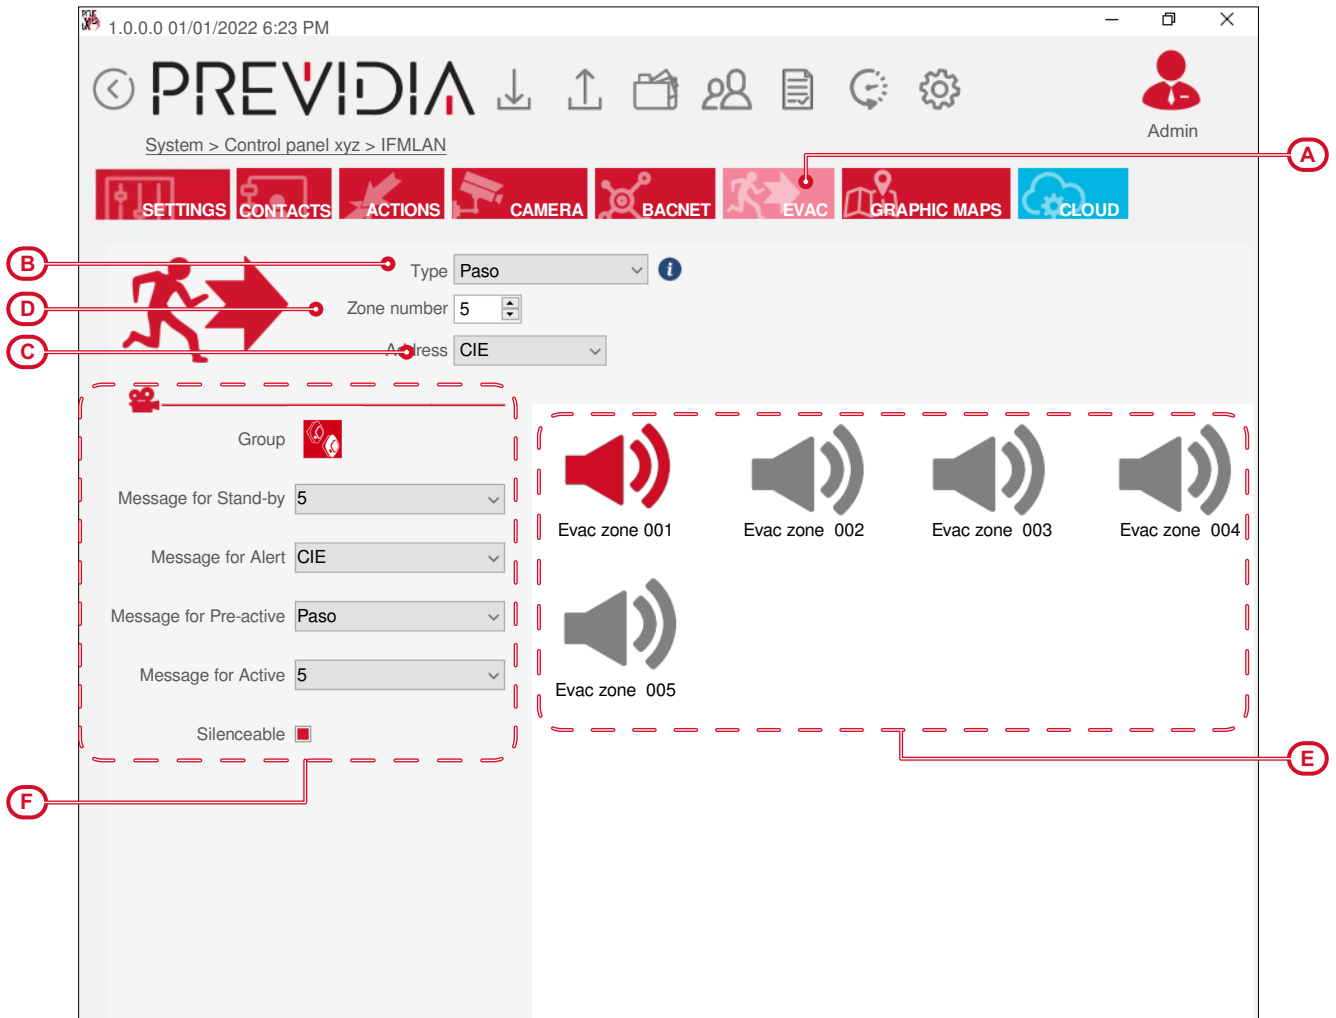 1.0.0.0 01/01/2022 6:23 PM
PREVIDIA
Admin
System > Control panel xyz > IFMLAN
A
SETTINGS CONTACTS ACTIONS CAMERA BACNET EVAC GRAPHIC MAPS CLOUD
B
Type Paso
D
Zone number 5
C
Address CIE
Group
Message for Stand-by 5
Message for Alert CIE
Message for Pre-active Paso
Message for Active 5
Silenceable
Evac zone 001
Evac zone 002
Evac zone 003
Evac zone 004
Evac zone 005
E
F